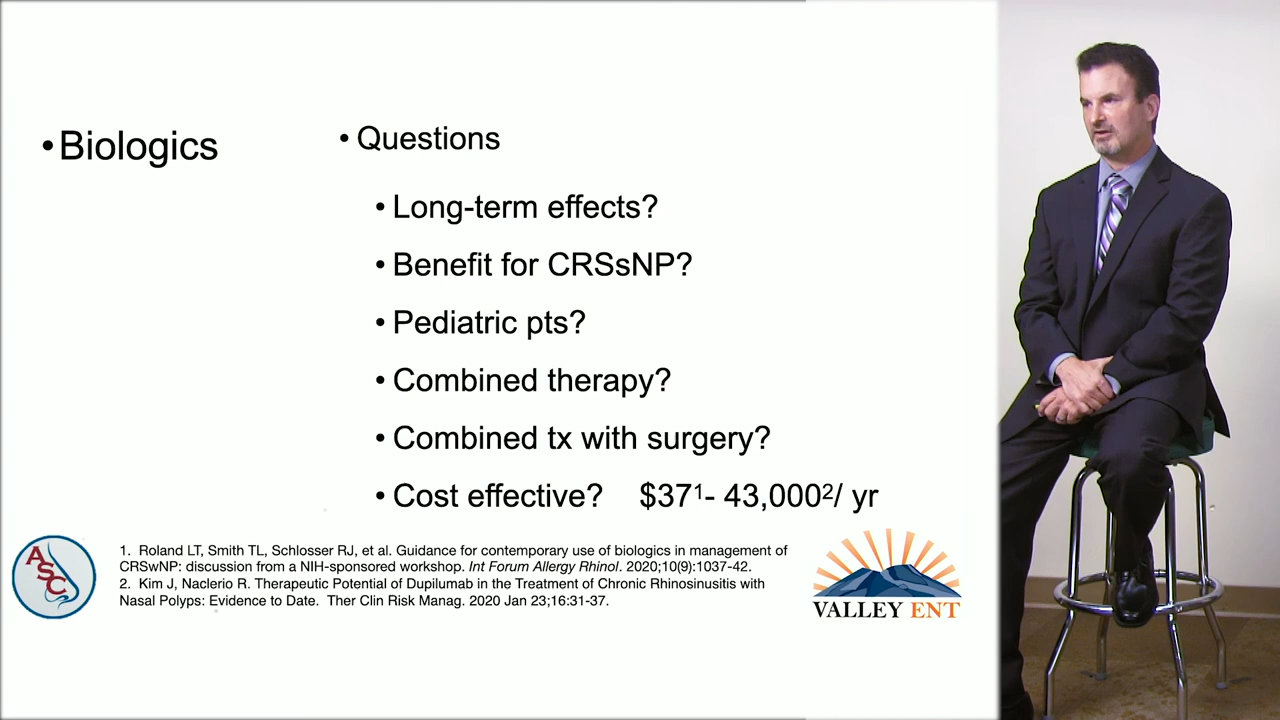 •Biologics
• Questions
• Long-term effects?
• Benefit for CRSsNP?
• Pediatric pts?
• Combined therapy?
• Combined tx with surgery?
• Cost effective? $37¹- 43,000²/ yr
1. Roland LT, Smith TL, Schlosser RJ, et al. Guidance for contemporary use of biologics in management of
CRSwNP: discussion from a NIH-sponsored workshop. Int Forum Allergy Rhinol. 2020;10(9):1037-42.
2. Kim J, Naclerio R. Therapeutic Potential of Dupilumab in the Treatment of Chronic Rhinosinusitis with
Nasal Polyps: Evidence to Date. Ther Clin Risk Manag. 2020 Jan 23;16:31-37.
ASC
VALLEY ENT